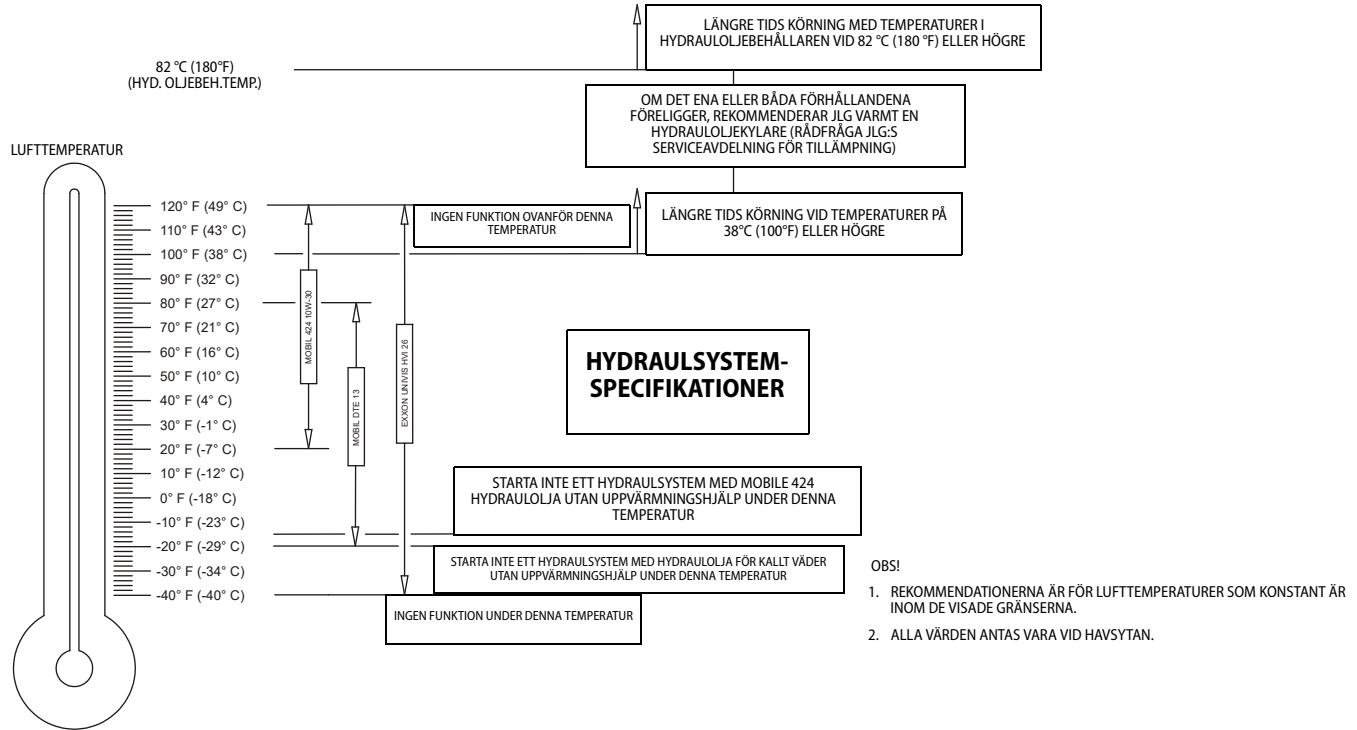 LÄNGRE TIDS KÖRNING MED TEMPERATURER I
HYDRAULOLJEBEHÅLLAREN VID 82 °C (180 °F) ELLER HÖGRE
82 °C (180°F)
(HYD. OLJEBEH.TEMP.)
OM DET ENA ELLER BÅDA FÖRHÅLLANDENA
FÖRELIGGER, REKOMMENDERAR JLG VARMT EN
HYDRAULOLJEKYLARE (RÅDFRÅGA JLG:S
SERVICEAVDELNING FÖR TILLÄMPNING)
LUFTTEMPERATUR
120° F (49° C)
110° F (43° C)
100° F (38° C)
90° F (32° C)
80° F (27° C)
70° F (21° C)
60° F (16° C)
50° F (10° C)
40° F (4° C)
30° F (-1° C)
20° F (-7° C)
10° F (-12° C)
0° F (-18° C)
-10° F (-23° C)
-20° F (-29° C)
-30° F (-34° C)
-40° F (-40° C)
MOBIL 424 10W-30
MOBIL DTE 13
EXXON UNIVIS HVI 26
INGEN FUNKTION OVANFÖR DENNA
TEMPERATUR
LÄNGRE TIDS KÖRNING VID TEMPERATURER PÅ
38°C (100°F) ELLER HÖGRE
HYDRAULSYSTEM-
SPECIFIKATIONER
STARTA INTE ETT HYDRAULSYSTEM MED MOBILE 424
HYDRAULOLJA UTAN UPPVÄRMNINGSHJÄLP UNDER DENNA
TEMPERATUR
STARTA INTE ETT HYDRAULSYSTEM MED HYDRAULOLJA FÖR KALLT VÄDER
UTAN UPPVÄRMNINGSHJÄLP UNDER DENNA TEMPERATUR
INGEN FUNKTION UNDER DENNA TEMPERATUR
OBS!
1. REKOMMENDATIONERNA ÄR FÖR LUFTTEMPERATURER SOM KONSTANT ÄR
INOM DE VISADE GRÄNSERNA.
2. ALLA VÄRDEN ANTAS VARA VID HAVSYTAN.